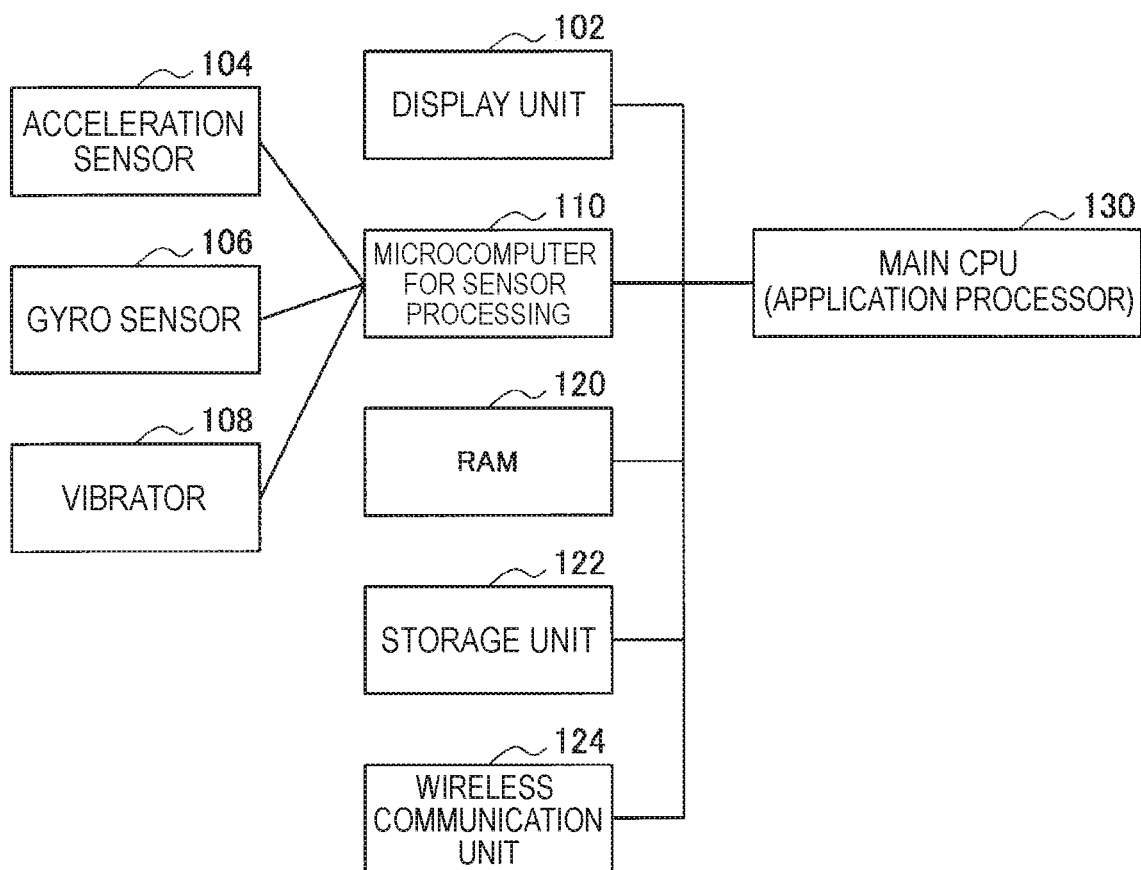 104
ACCELERATION
SENSOR
106
GYRO SENSOR
108
VIBRATOR
102
DISPLAY UNIT
110
MICROCOMPUTER
FOR SENSOR
PROCESSING
120
RAM
122
STORAGE UNIT
124
WIRELESS
COMMUNICATION
UNIT
130
MAIN CPU
(APPLICATION PROCESSOR)